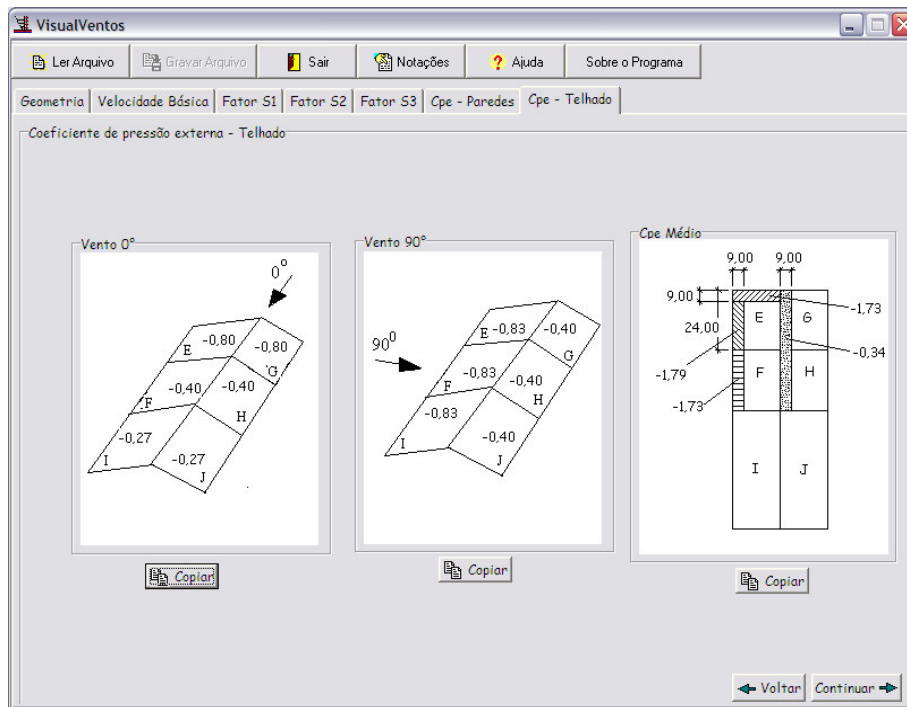 VisualVentos
Ler Arquivo Gravar Arquivo Sair Notações ? Ajuda Sobre o Programa
Geometria Velocidade Básica Fator S1 Fator S2 Fator S3 Cpe - Paredes Cpe - Telhado
Coeficiente de pressão externa - Telhado
Vento 0°
0°
E -0,80 -0,80
G
F -0,40 -0,40
H
-0,27
I -0,27
J
Copiar
Vento 90°
90°
E -0,83 -0,40
G
F -0,83 -0,40
H
-0,83
I -0,40
J
Copiar
Cpe Médio
9,00 9,00
9,00
E G -1,73
24,00
-0,34
-1,79 F H
-1,73
I J
Copiar
Voltar Continuar